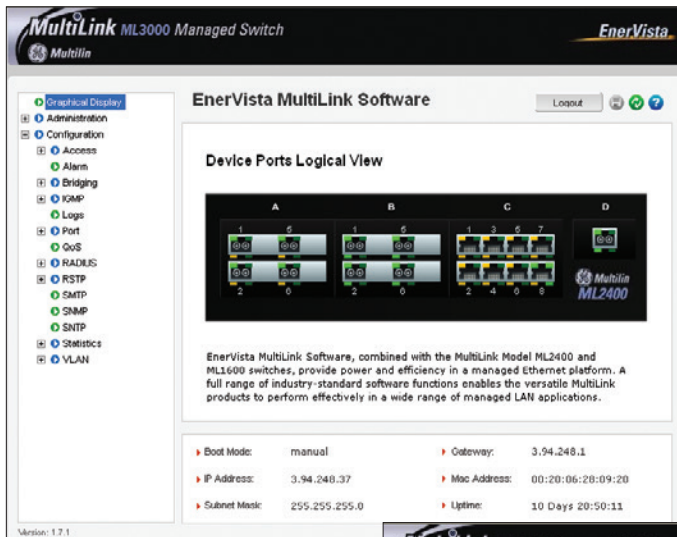 MultiLink ML3000 Managed Switch
EnerVista
Multilin
Graphical Display
Administration
Configuration
Access
Alarm
Bridging
IGMP
Logs
Port
QoS
RADIUS
RSTP
SMTP
SNMP
SNTP
Statistics
VLAN
EnerVista MultiLink Software
Logout
Device Ports Logical View
A B C D
1 5 1 5 1 3 5 7
2 6 2 6 2 4 6 8
Multilin
ML2400
EnerVista MultiLink Software, combined with the MultiLink Model ML2400 and
ML1600 switches, provide power and efficiency in a managed Ethernet platform. A
full range of industry-standard software functions enables the versatile MultiLink
products to perform effectively in a wide range of managed LAN applications.
Boot Mode: manual Gateway: 3.94.248.1
IP Address: 3.94.248.37 Mac Address: 00:20:06:28:09:20
Subnet Mask: 255.255.255.0 Uptime: 10 Days 20:50:11
Version: 1.7.1